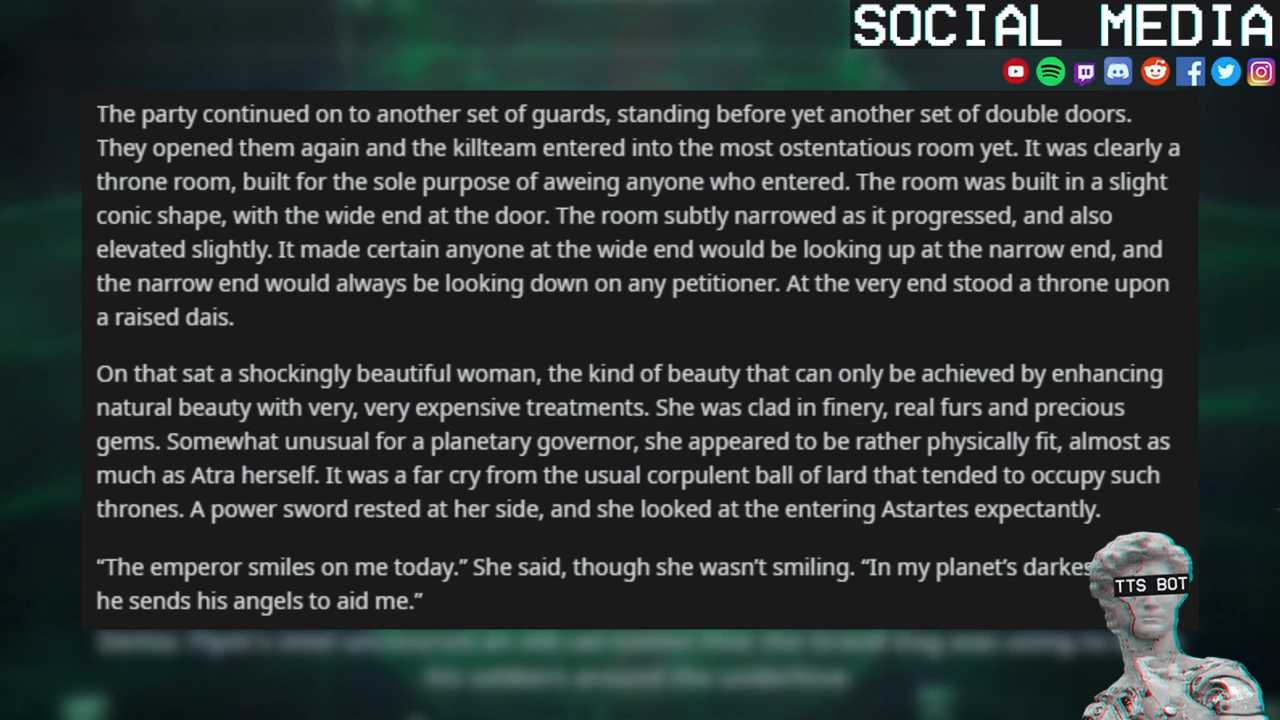 SOCIAL MEDIA
The party continued on to another set of guards, standing before yet another set of double doors.
They opened them again and the killteam entered into the most ostentatious room yet. It was clearly a
throne room, built for the sole purpose of aweing anyone who entered. The room was built in a slight
conic shape, with the wide end at the door. The room subtly narrowed as it progressed, and also
elevated slightly. It made certain anyone at the wide end would be looking up at the narrow end, and
the narrow end would always be looking down on any petitioner. At the very end stood a throne upon
a raised dais.
On that sat a shockingly beautiful woman, the kind of beauty that can only be achieved by enhancing
natural beauty with very, very expensive treatments. She was clad in finery, real furs and precious
gems. Somewhat unusual for a planetary governor, she appeared to be rather physically fit, almost as
much as Atra herself. It was a far cry from the usual corpulent ball of lard that tended to occupy such
thrones. A power sword rested at her side, and she looked at the entering Astartes expectantly.
“The emperor smiles on me today.” She said, though she wasn’t smiling. “In my planet’s
he sends his angels to aid me.”
TTS BOT